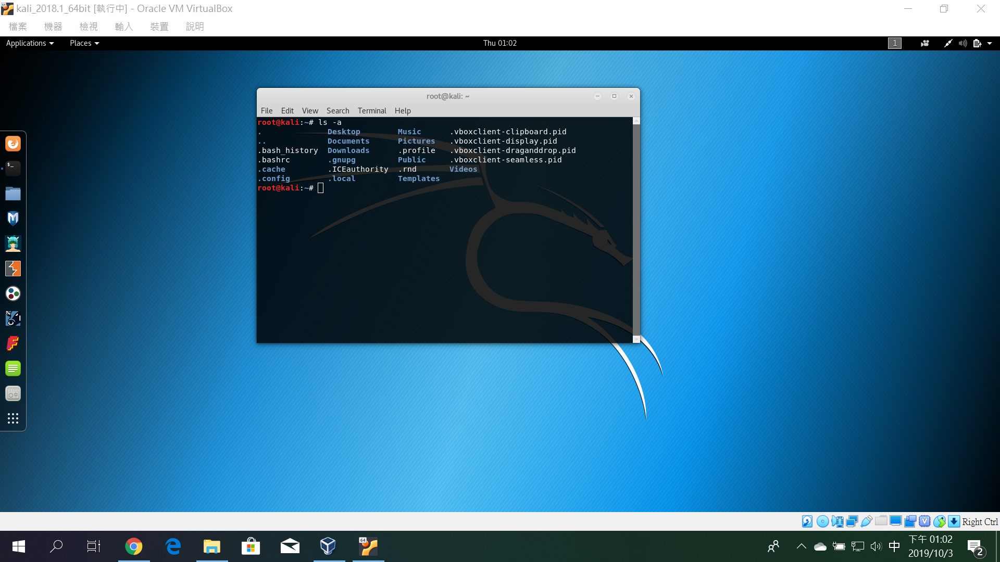 kali_2018.1_64bit [執行中] - Oracle VM VirtualBox
檔案 機器 檢視 輸入 裝置 說明
Applications Places Thu 01:02 1
root@kali: ~
File Edit View Search Terminal Help
root@kali:~# ls -a
. Desktop Music .vboxclient-clipboard.pid
.. Documents Pictures .vboxclient-display.pid
.bash_history Downloads .profile .vboxclient-draganddrop.pid
.bashrc .gnupg Public .vboxclient-seamless.pid
.cache .ICEauthority .rnd Videos
.config .local Templates
root@kali:~#
Right Ctrl
64
中
下午 01:02
2019/10/3
2